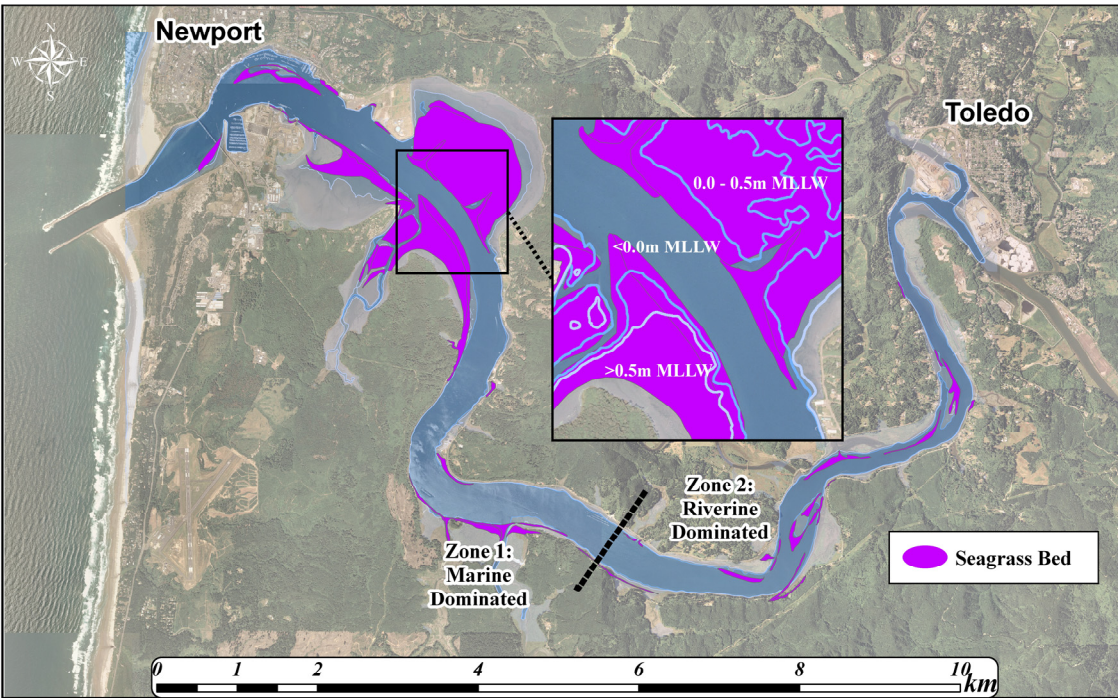 Newport
N
W E
S
Toledo
0.0 - 0.5m MLLW
<0.0m MLLW
>0.5m MLLW
Zone 2:
Riverine
Dominated
Zone 1:
Marine
Dominated
Seagrass Bed
0 1 2 4 6 8 10
km